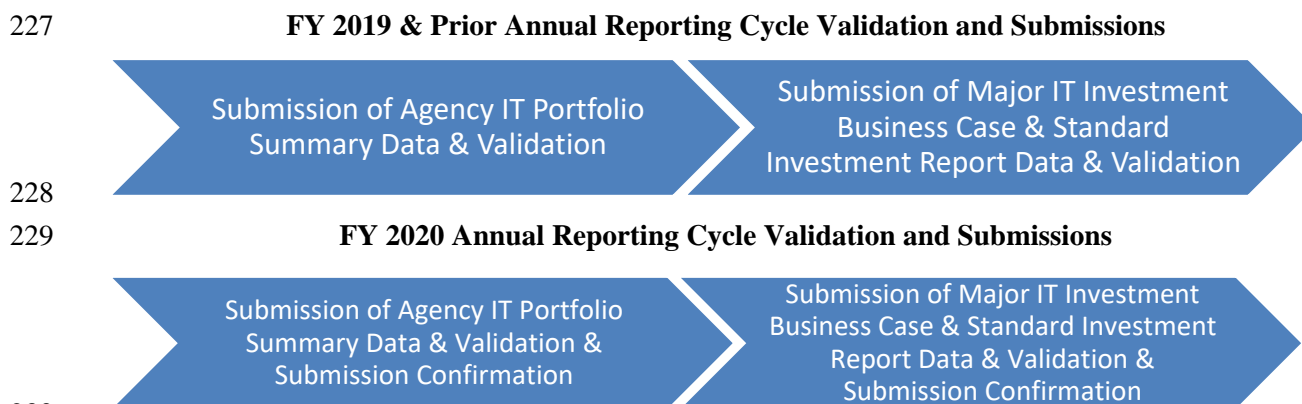 227 FY 2019 & Prior Annual Reporting Cycle Validation and Submissions
Submission of Agency IT Portfolio
Summary Data & Validation
Submission of Major IT Investment
Business Case & Standard
Investment Report Data & Validation
228
229 FY 2020 Annual Reporting Cycle Validation and Submissions
Submission of Agency IT Portfolio
Summary Data & Validation &
Submission Confirmation
Submission of Major IT Investment
Business Case & Standard Investment
Report Data & Validation &
Submission Confirmation